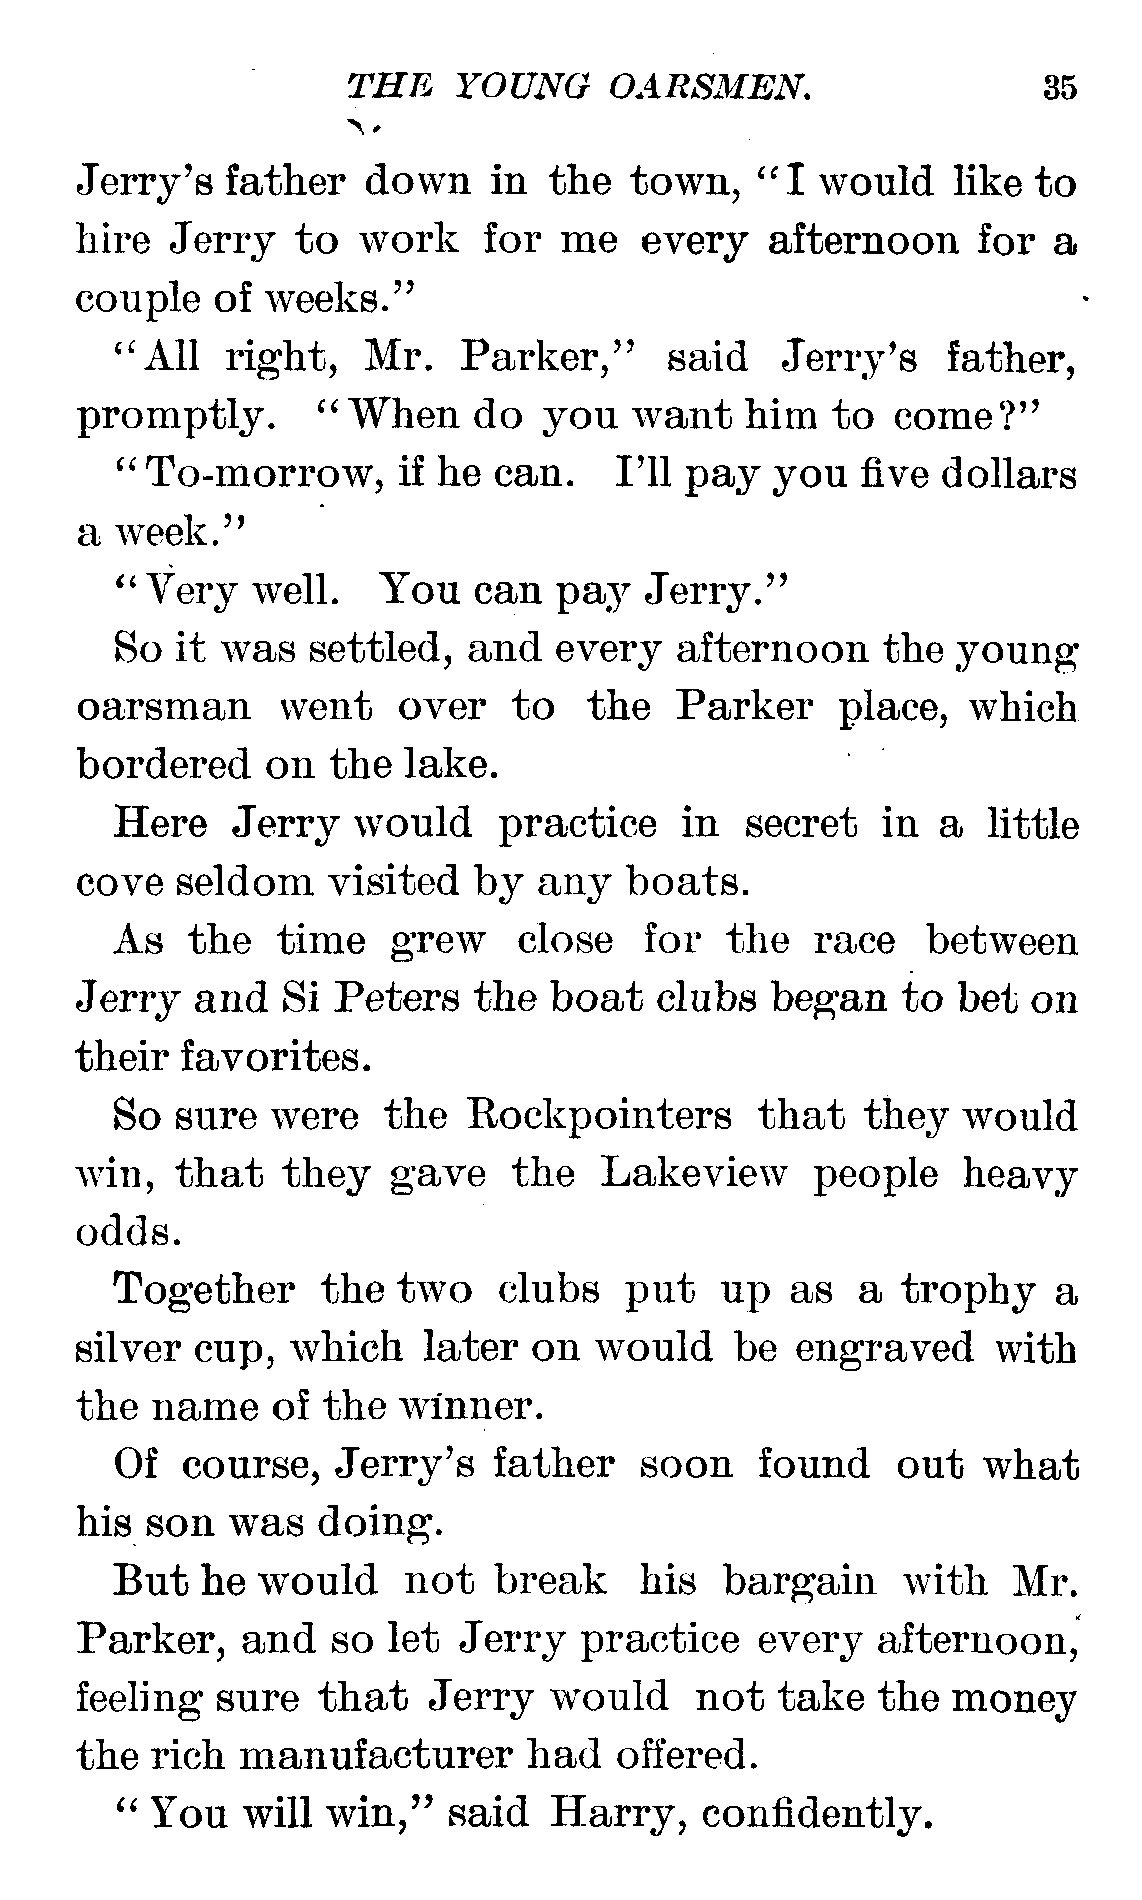 THE YOUNG OARSMEN. 35
Jerry's father down in the town, "I would like to
hire Jerry to work for me every afternoon for a
couple of weeks."
"All right, Mr. Parker," said Jerry's father,
promptly. "When do you want him to come?"
"To-morrow, if he can. I'll pay you five dollars
a week."
"Very well. You can pay Jerry."
So it was settled, and every afternoon the young
oarsman went over to the Parker place, which
bordered on the lake.
Here Jerry would practice in secret in a little
cove seldom visited by any boats.
As the time grew close for the race between
Jerry and Si Peters the boat clubs began to bet on
their favorites.
So sure were the Rockpointers that they would
win, that they gave the Lakeview people heavy
odds.
Together the two clubs put up as a trophy a
silver cup, which later on would be engraved with
the name of the winner.
Of course, Jerry's father soon found out what
his son was doing.
But he would not break his bargain with Mr.
Parker, and so let Jerry practice every afternoon,
feeling sure that Jerry would not take the money
the rich manufacturer had offered.
"You will win," said Harry, confidently.